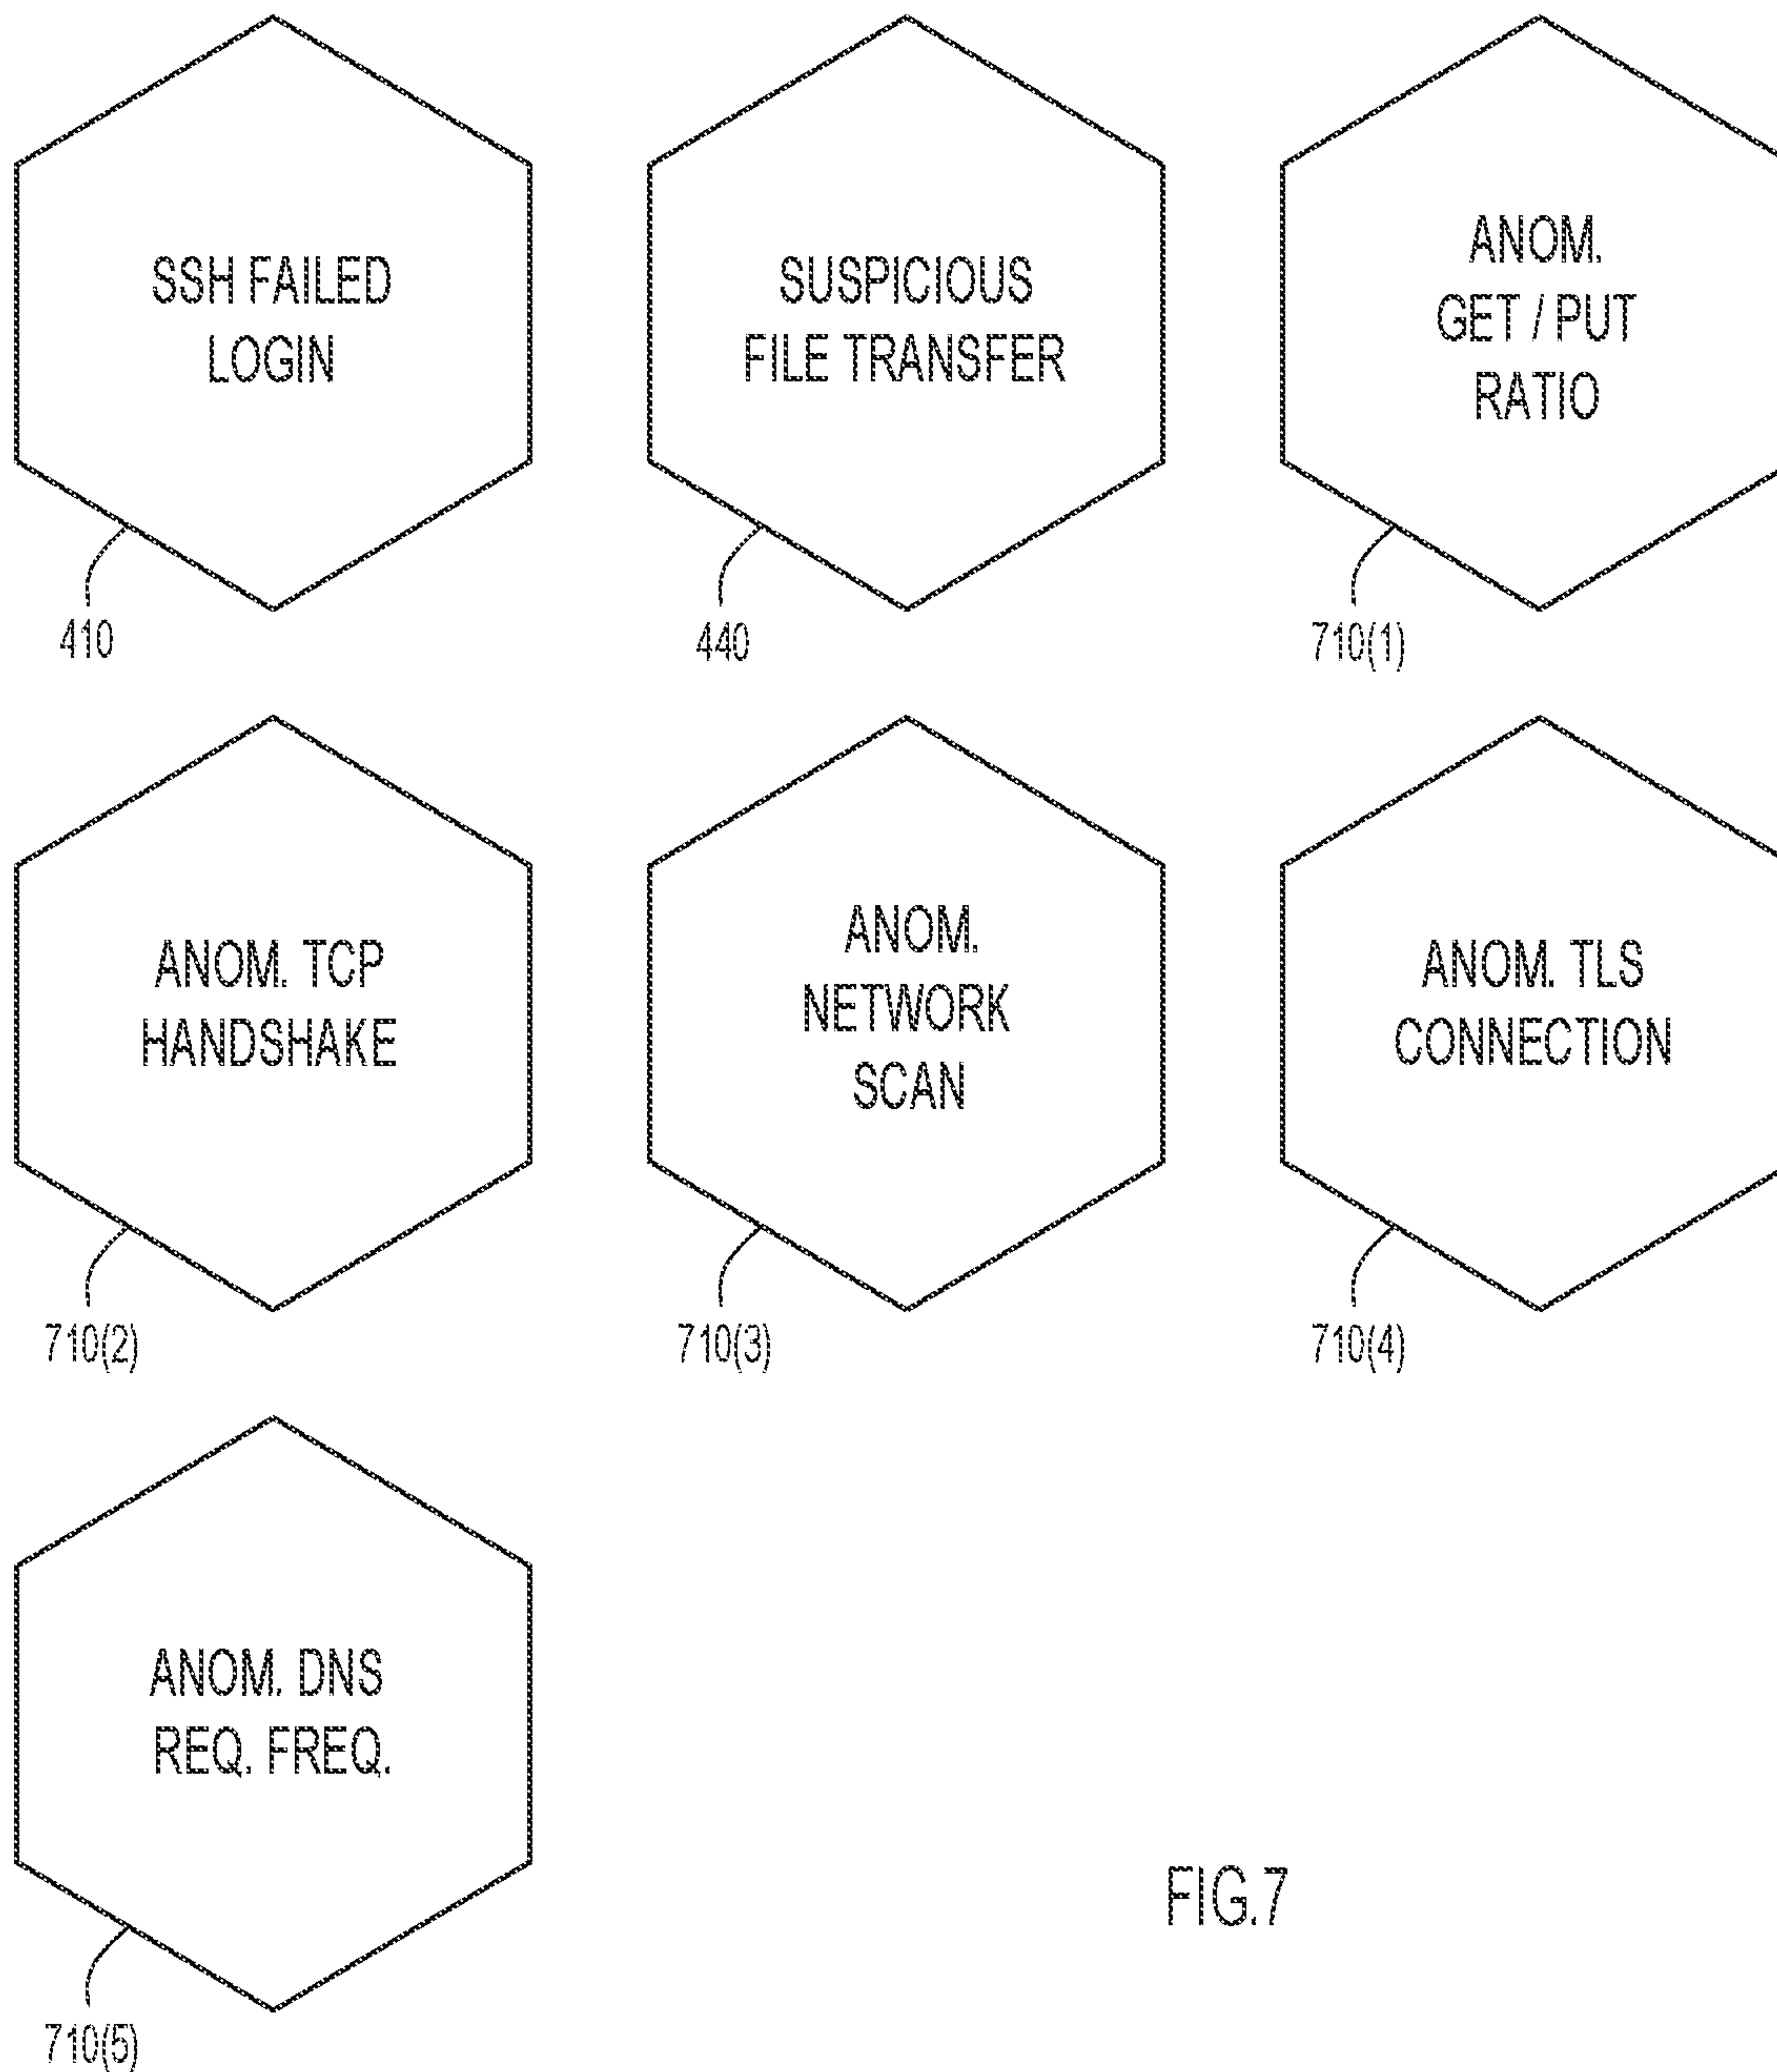 SSH FAILED
LOGIN
410
SUSPICIOUS
FILE TRANSFER
440
ANOM.
GET / PUT
RATIO
710(1)
ANOM. TCP
HANDSHAKE
710(2)
ANOM.
NETWORK
SCAN
710(3)
ANOM. TLS
CONNECTION
710(4)
ANOM. DNS
REQ. FREQ.
710(5)
FIG.7